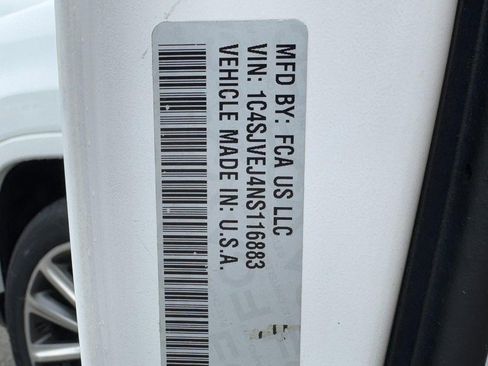 MFD BY: FCA US LLC
VIN: 1C4SJVEJ4NS116883
VEHICLE MADE IN: U.S.A.